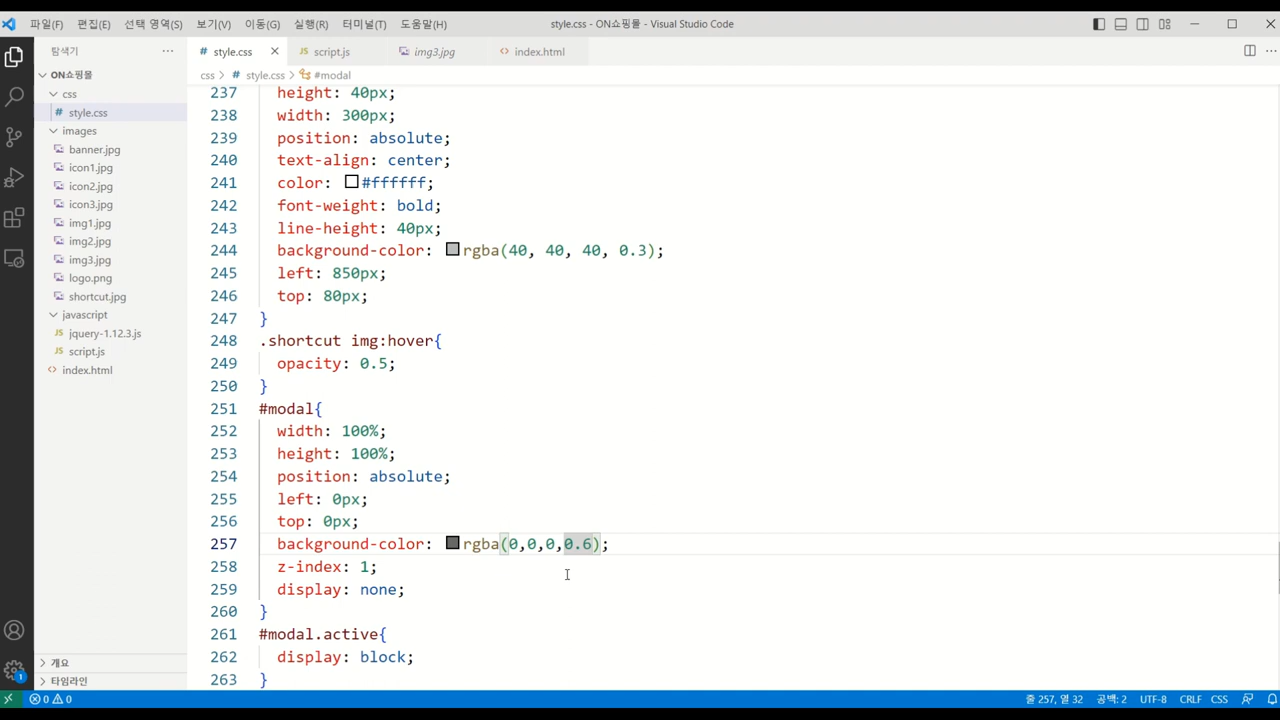 파일(F) 편집(E) 선택 영역(S) 보기(V) 이동(G) 실행(R) 터미널(T) 도움말(H) style.css - ON쇼핑몰 - Visual Studio Code
탐색기 ···
# style.css × JS script.js img3.jpg <> index.html
css > # style.css > #modal
ON쇼핑몰
css
# style.css
images
banner.jpg
icon1.jpg
icon2.jpg
icon3.jpg
img1.jpg
img2.jpg
img3.jpg
logo.png
shortcut.jpg
javascript
JS jquery-1.12.3.js
JS script.js
<> index.html
개요
타임라인
237 height: 40px;
238 width: 300px;
239 position: absolute;
240 text-align: center;
241 color: #ffffff;
242 font-weight: bold;
243 line-height: 40px;
244 background-color: rgba(40, 40, 40, 0.3);
245 left: 850px;
246 top: 80px;
247 }
248 .shortcut img:hover{
249 opacity: 0.5;
250 }
251 #modal{
252 width: 100%;
253 height: 100%;
254 position: absolute;
255 left: 0px;
256 top: 0px;
257 background-color: rgba(0,0,0,0.6);
258 z-index: 1;
259 display: none;
260 }
261 #modal.active{
262 display: block;
263 }
1
0 0 줄 257, 열 32 공백: 2 UTF-8 CRLF CSS